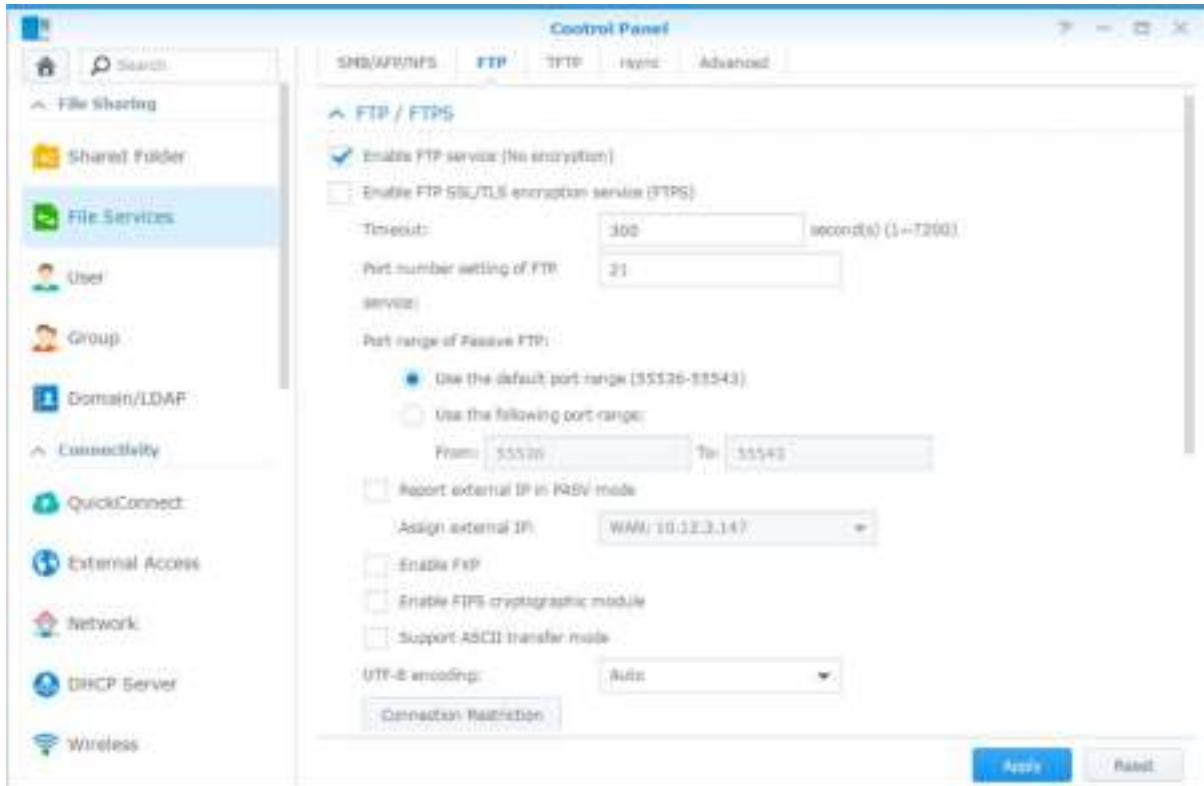 Control Panel
Search
SMB/AFP/NFS FTP TFTP rsync Advanced
File Sharing
Shared Folder
File Services
User
Group
Domain/LDAP
Connectivity
QuickConnect
External Access
Network
DHCP Server
Wireless
FTP / FTPS
Enable FTP service (No encryption)
Enable FTP SSL/TLS encryption service (FTPS)
Timeout: 300 second(s) (1~7200)
Port number setting of FTP 21
service:
Port range of Passive FTP:
Use the default port range (55536-55543)
Use the following port range:
From: 55536 To: 55543
Report external IP in PASV mode
Assign external IP: WAN: 10.12.3.147
Enable FXP
Enable FIPS cryptographic module
Support ASCII transfer mode
UTF-8 encoding: Auto
Connection Restriction
Apply Reset